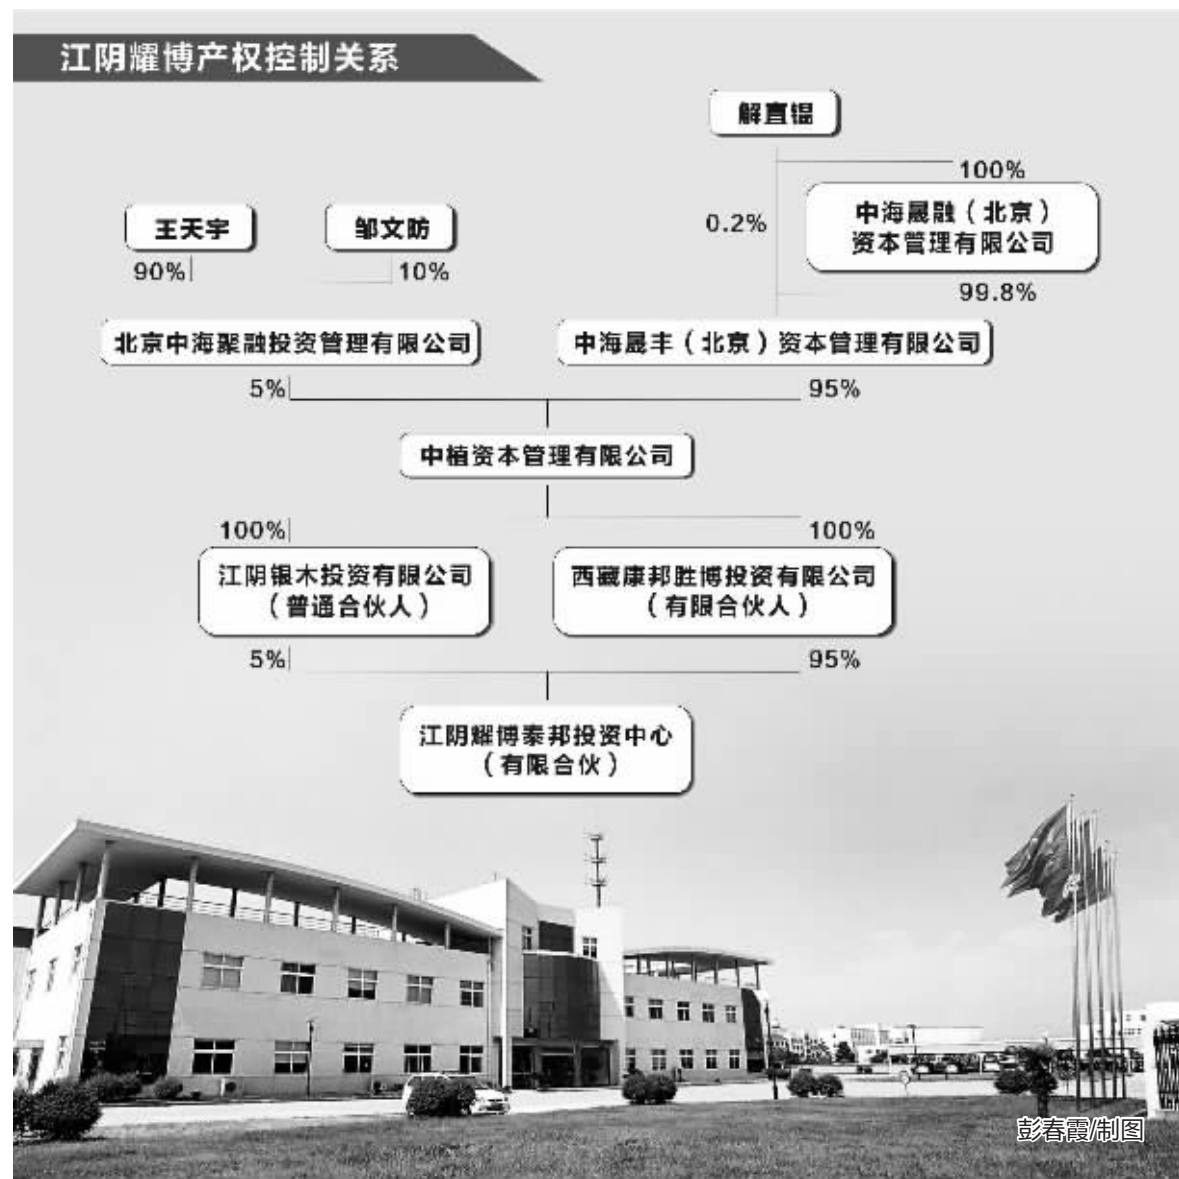 江阴耀博产权控制关系
解直锟
100%
中海晟融（北京）
资本管理有限公司
0.2%
99.8%
王天宇
邹文昉
90%
10%
北京中海聚融投资管理有限公司
中海晟丰（北京）资本管理有限公司
5%
95%
中植资本管理有限公司
100%
100%
江阴银木投资有限公司
（普通合伙人）
西藏康邦胜博投资有限公司
（有限合伙人）
5%
95%
江阴耀博泰邦投资中心
（有限合伙）
彭春霞/制图